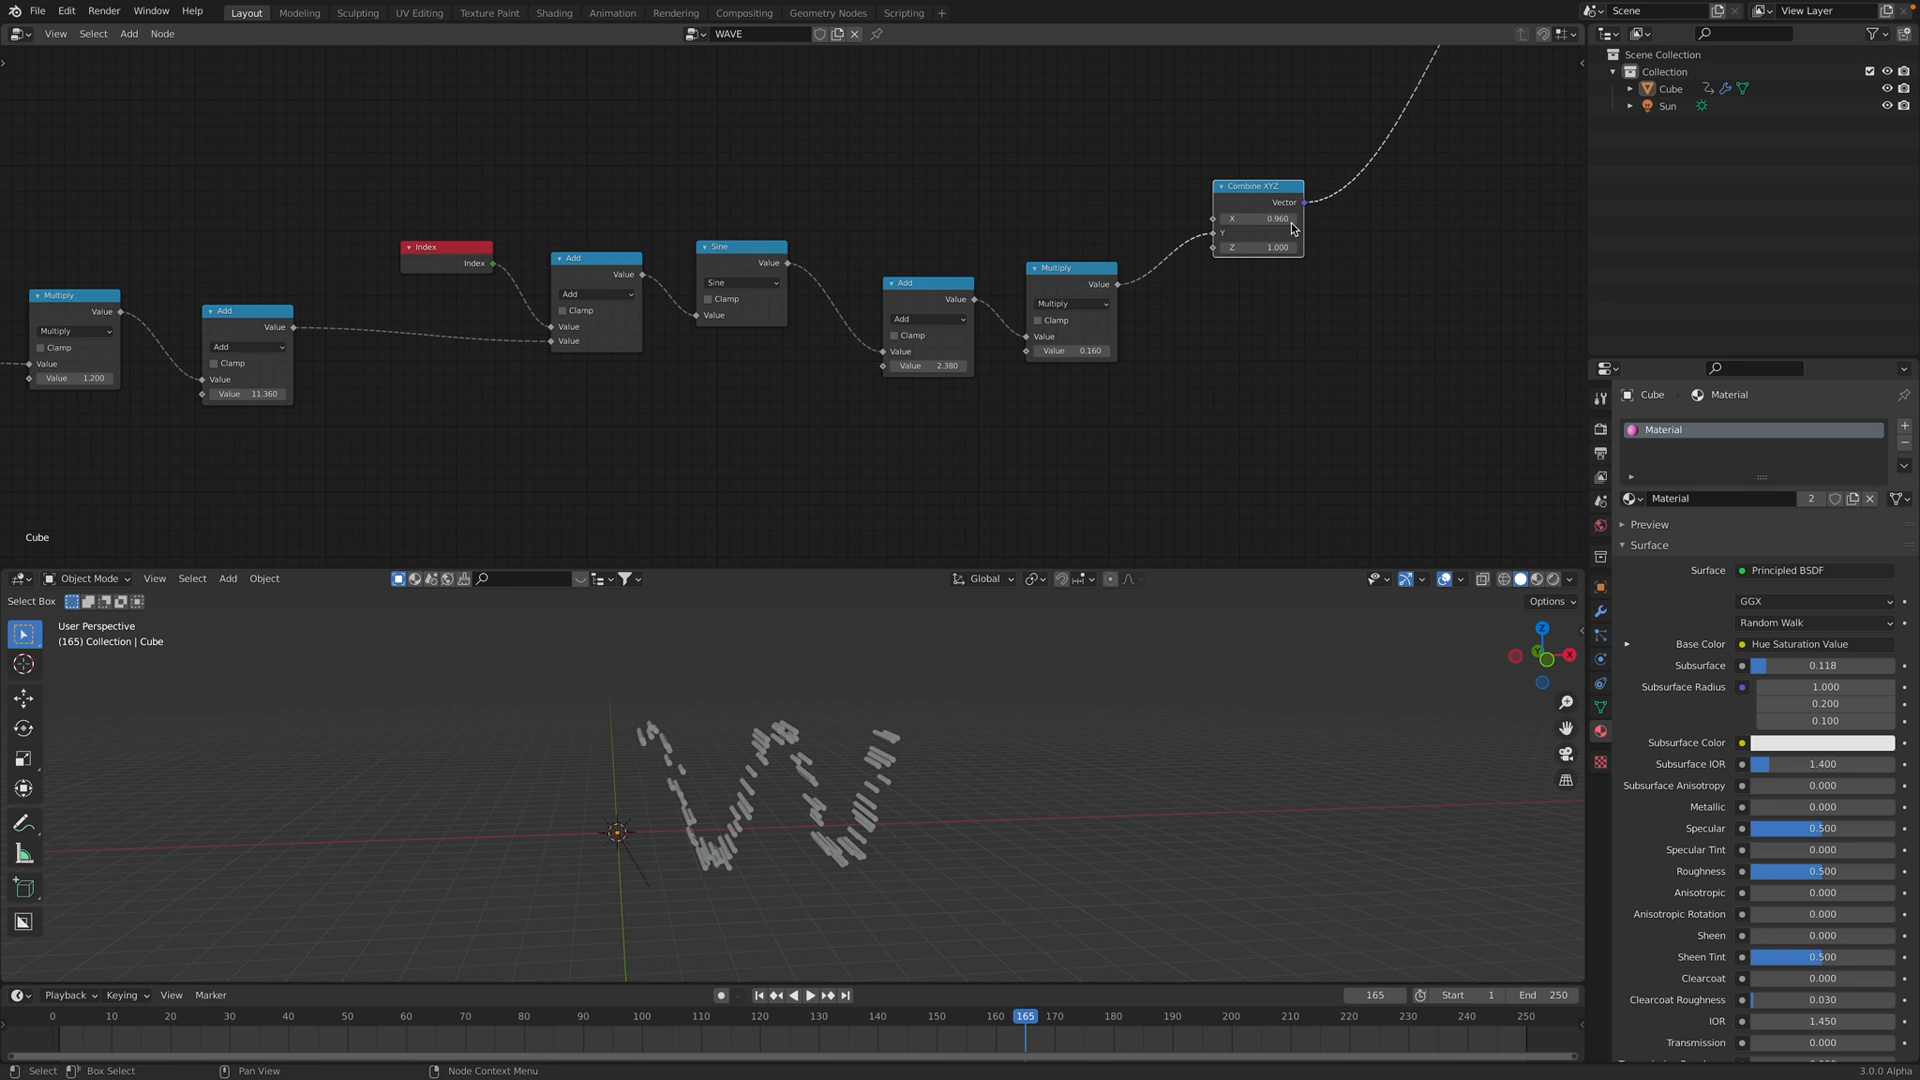 File Edit Render Window Help Layout Modeling Sculpting UV Editing Texture Paint Shading Animation Rendering Compositing Geometry Nodes Scripting + Scene View Layer
View Select Add Node WAVE
Scene Collection
Collection
Cube
Sun
Combine XYZ
Vector
X 0.960
Y
Z 1.000
Index
Index
Add
Value
Add
Clamp
Value
Value
Sine
Value
Sine
Clamp
Value
Add
Value
Add
Clamp
Value
Value 2.380
Multiply
Value
Multiply
Clamp
Value
Value 0.160
Multiply
Value
Multiply
Clamp
Value
Value 1.200
Add
Value
Add
Clamp
Value
Value 11.360
Cube
Cube Material
Material
Material 2
Preview
Surface
Surface Principled BSDF
GGX
Random Walk
Base Color Hue Saturation Value
Subsurface 0.118
Subsurface Radius 1.000
0.200
0.100
Subsurface Color
Subsurface IOR 1.400
Subsurface Anisotropy 0.000
Metallic 0.000
Specular 0.500
Specular Tint 0.000
Roughness 0.500
Anisotropic 0.000
Anisotropic Rotation 0.000
Sheen 0.000
Sheen Tint 0.500
Clearcoat 0.000
Clearcoat Roughness 0.030
IOR 1.450
Transmission 0.000
Object Mode View Select Add Object Global
Select Box Options
User Perspective
(165) Collection | Cube
Z
Y
X
Playback Keying View Marker 165 Start 1 End 250
0 10 20 30 40 50 60 70 80 90 100 110 120 130 140 150 160 165 170 180 190 200 210 220 230 240 250
Select Box Select Pan View Node Context Menu 3.0.0 Alpha